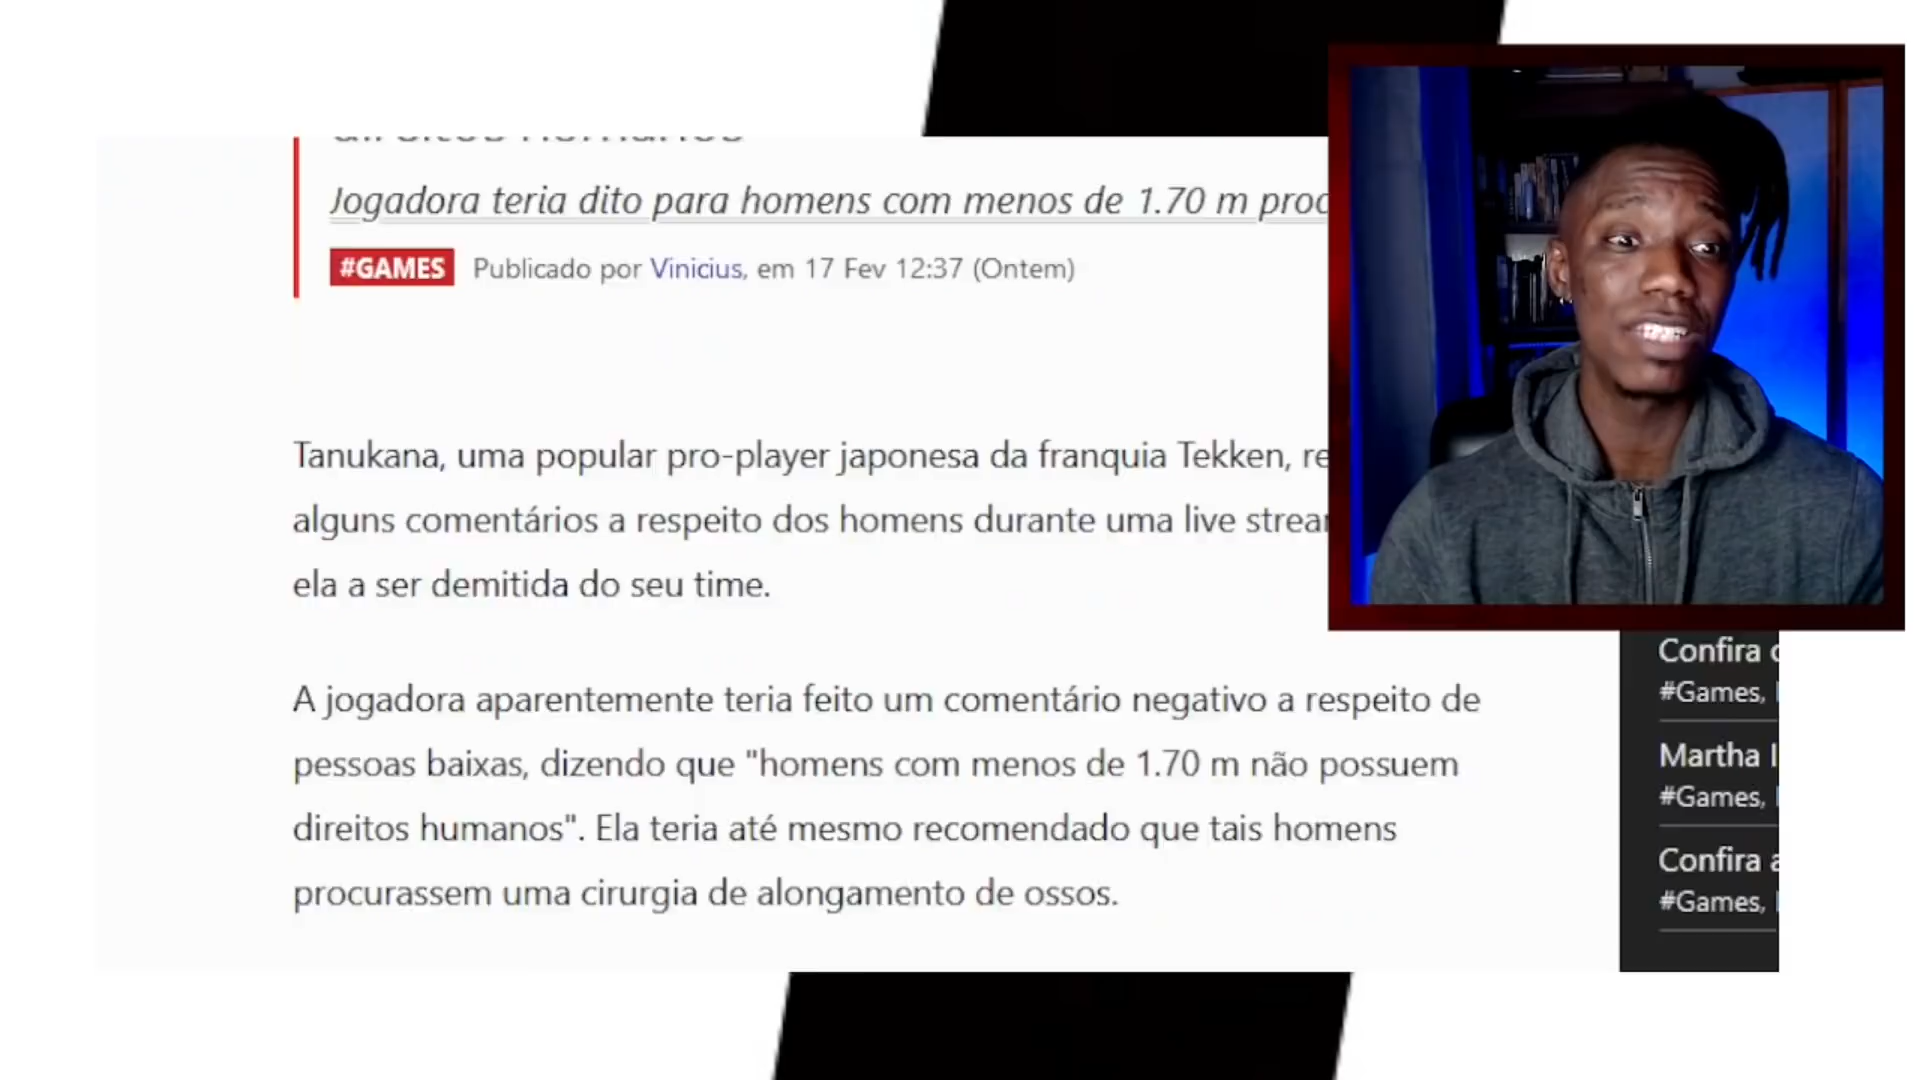 Jogadora teria dito para homens com menos de 1.70 m
#GAMES Publicado por Vinicius, em 17 Fev 12:37 (Ontem)
Tanukana, uma popular pro-player japonesa da franquia Tekken,
alguns comentários a respeito dos homens durante uma live
ela a ser demitida do seu time.
A jogadora aparentemente teria feito um comentário negativo a respeito de
pessoas baixas, dizendo que "homens com menos de 1.70 m não possuem
direitos humanos". Ela teria até mesmo recomendado que tais homens
procurassem uma cirurgia de alongamento de ossos.
Confira
#Games,
Martha
#Games,
Confira
#Games,